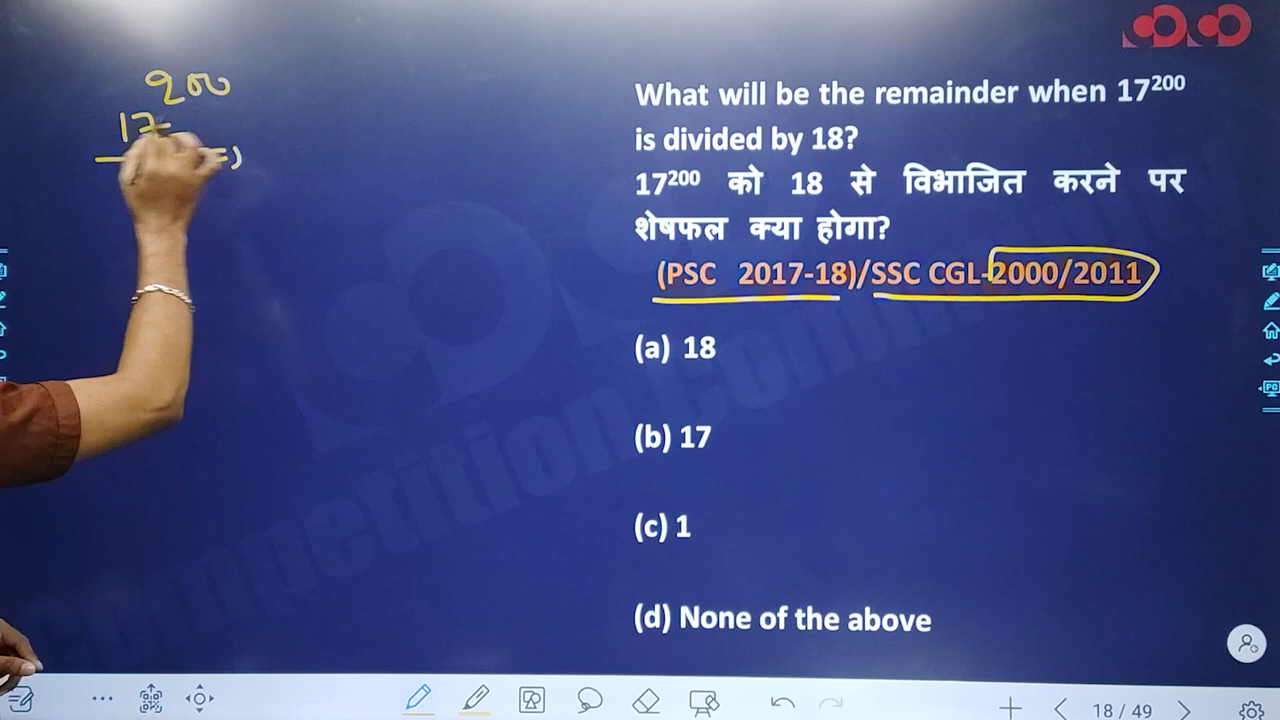 200
17
What will be the remainder when 17²⁰⁰
is divided by 18?
17²⁰⁰ को 18 से विभाजित करने पर
शेषफल क्या होगा?
(PSC 2017-18)/SSC CGL-2000/2011
(a) 18
(b) 17
(c) 1
(d) None of the above
18 / 49